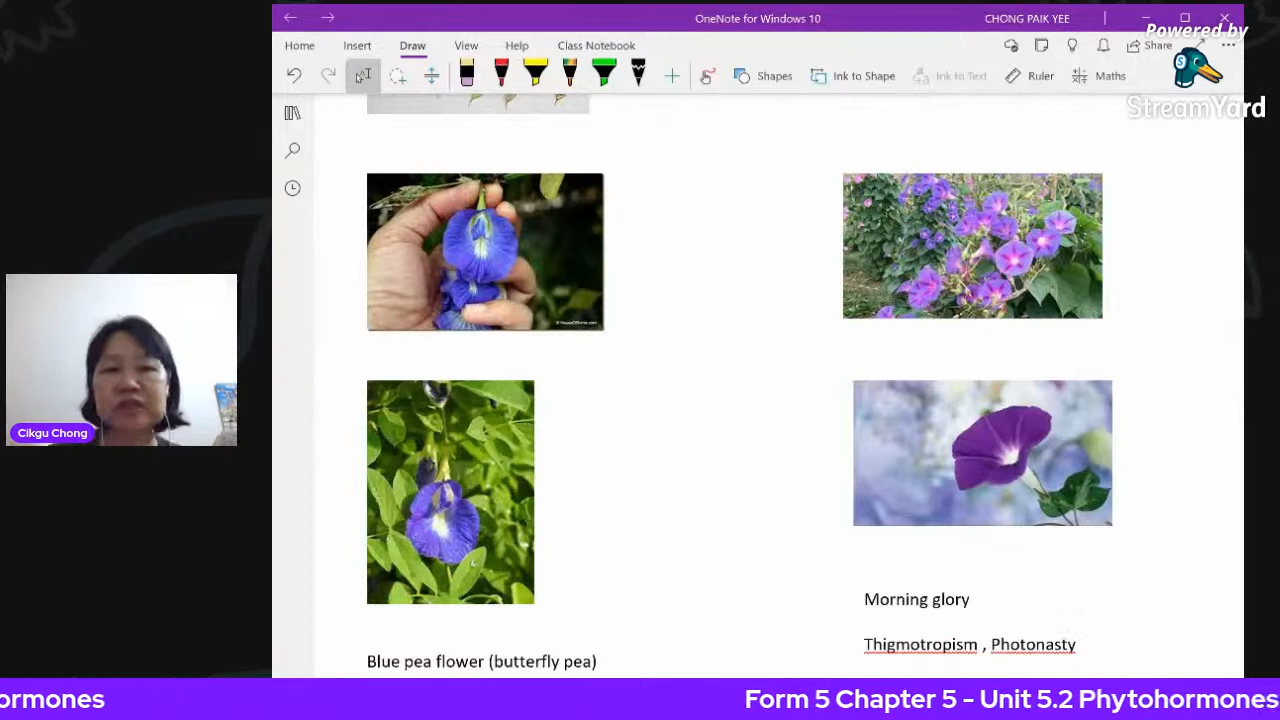 OneNote for Windows 10
CHONG PAIK YEE
Powered by
StreamYard
Home
Insert
Draw
View
Help
Class Notebook
Share
Shapes
Ink to Shape
Ink to Text
Ruler
Maths
Cikgu Chong
Morning glory
Thigmotropism , Photonasty
Blue pea flower (butterfly pea)
ormones
Form 5 Chapter 5 - Unit 5.2 Phytohormones